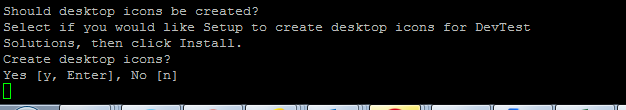 Should desktop icons be created?
Select if you would like Setup to create desktop icons for DevTest
Solutions, then click Install.
Create desktop icons?
Yes [y, Enter], No [n]